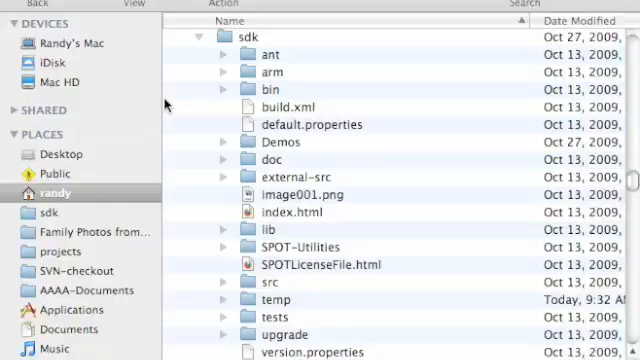 Back View Action Search
Name Date Modified
DEVICES
Randy's Mac
iDisk
Mac HD
SHARED
PLACES
Desktop
Public
randy
sdk
Family Photos from...
projects
SVN-checkout
AAAA-Documents
Applications
Documents
Music
sdk Oct 27, 2009,
ant Oct 13, 2009,
arm Oct 13, 2009,
bin Oct 13, 2009,
build.xml Oct 13, 2009,
default.properties Oct 13, 2009,
Demos Oct 27, 2009,
doc Oct 13, 2009,
external-src Oct 13, 2009,
image001.png Oct 13, 2009,
index.html Oct 13, 2009,
lib Oct 13, 2009,
SPOT-Utilities Oct 13, 2009,
SPOTLicenseFile.html Oct 13, 2009,
src Oct 13, 2009,
temp Today, 9:32 A
tests Oct 13, 2009,
upgrade Oct 13, 2009,
version.properties Oct 13, 2009,